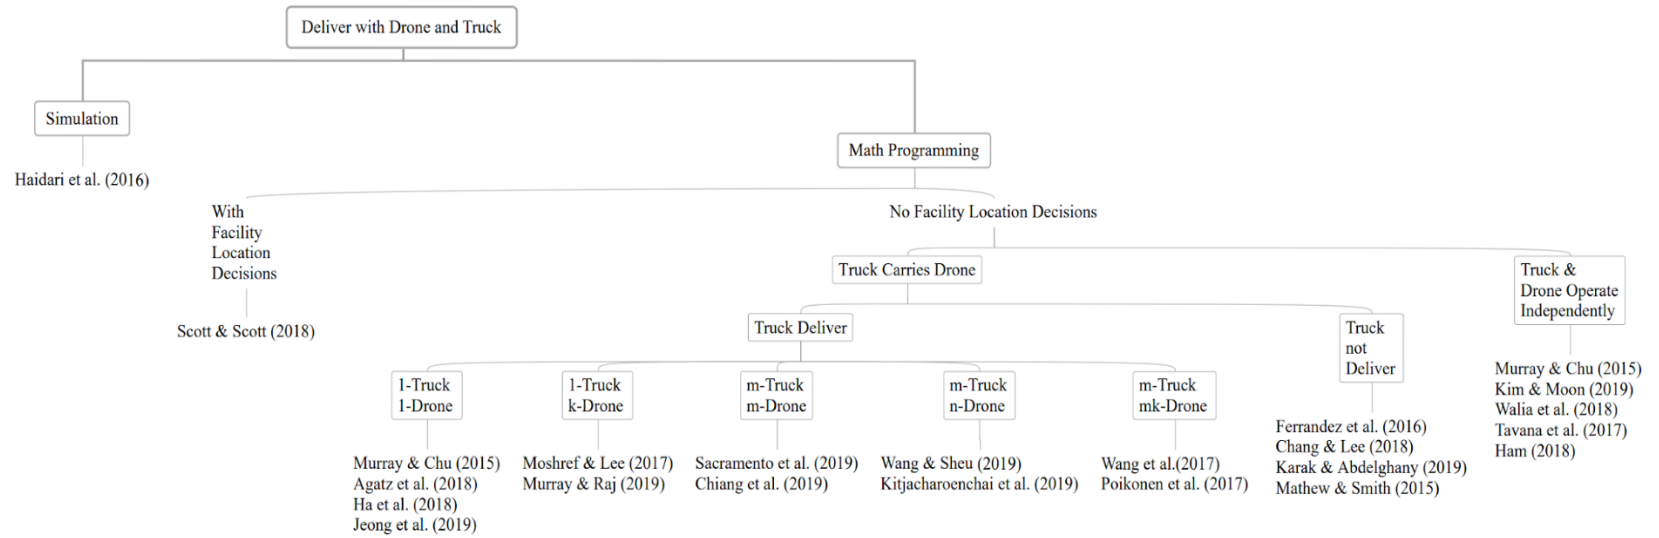 Deliver with Drone and Truck
Simulation
Haidari et al. (2016)
Math Programming
With
Facility
Location
Decisions
Scott & Scott (2018)
No Facility Location Decisions
Truck Carries Drone
Truck Deliver
1-Truck
1-Drone
Murray & Chu (2015)
Agatz et al. (2018)
Ha et al. (2018)
Jeong et al. (2019)
1-Truck
k-Drone
Moshref & Lee (2017)
Murray & Raj (2019)
m-Truck
m-Drone
Sacramento et al. (2019)
Chiang et al. (2019)
m-Truck
n-Drone
Wang & Sheu (2019)
Kitjacharoenchai et al. (2019)
m-Truck
mk-Drone
Wang et al.(2017)
Poikonen et al. (2017)
Truck
not
Deliver
Ferrandez et al. (2016)
Chang & Lee (2018)
Karak & Abdelghany (2019)
Mathew & Smith (2015)
Truck &
Drone Operate
Independently
Murray & Chu (2015)
Kim & Moon (2019)
Walia et al. (2018)
Tavana et al. (2017)
Ham (2018)